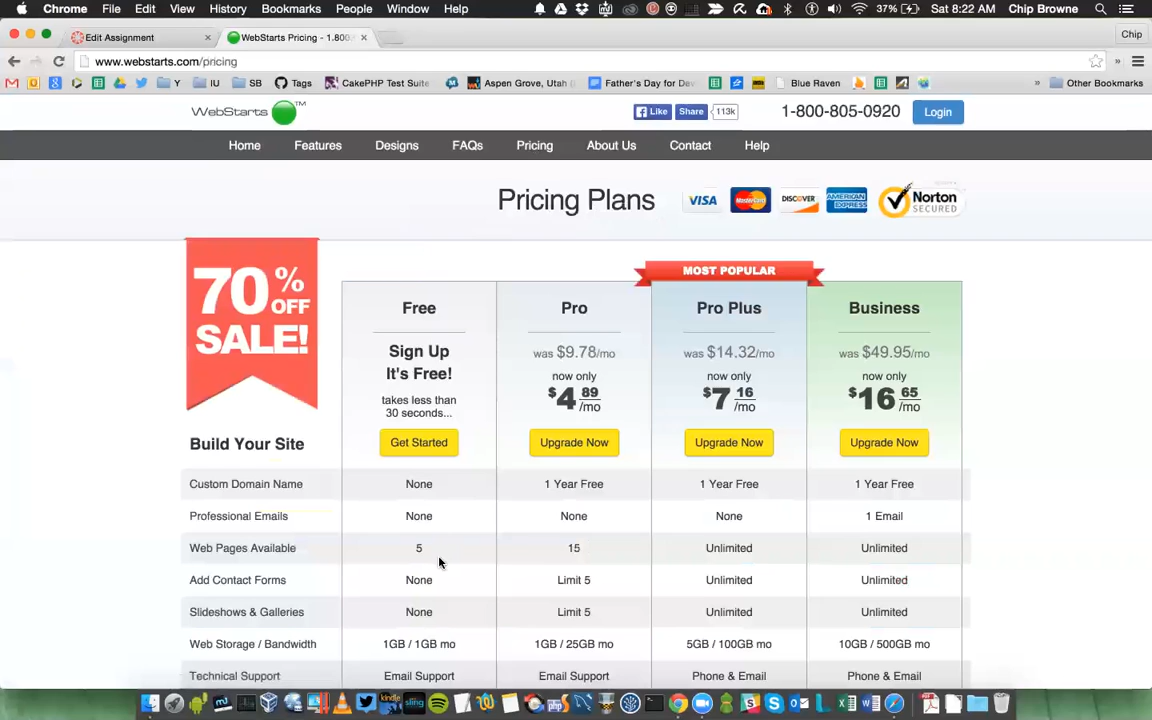 Chrome File Edit View History Bookmarks People Window Help 37% Sat 8:22 AM Chip Browne
Edit Assignment × WebStarts Pricing - 1.800. × Chip
www.webstarts.com/pricing
Y IU SB Tags CakePHP Test Suite Aspen Grove, Utah ( Father's Day for Dev Blue Raven » Other Bookmarks
WebStarts™ Like Share 113k 1-800-805-0920 Login
Home Features Designs FAQs Pricing About Us Contact Help
Pricing Plans VISA MasterCard DISCOVER AMERICAN EXPRESS Norton SECURED
70% OFF SALE!
MOST POPULAR
Free Pro Pro Plus Business
Sign Up It's Free! was $9.78/mo was $14.32/mo was $49.95/mo
takes less than 30 seconds... now only $4 89/mo now only $7 16/mo now only $16 65/mo
Build Your Site Get Started Upgrade Now Upgrade Now Upgrade Now
Custom Domain Name None 1 Year Free 1 Year Free 1 Year Free
Professional Emails None None None 1 Email
Web Pages Available 5 15 Unlimited Unlimited
Add Contact Forms None Limit 5 Unlimited Unlimited
Slideshows & Galleries None Limit 5 Unlimited Unlimited
Web Storage / Bandwidth 1GB / 1GB mo 1GB / 25GB mo 5GB / 100GB mo 10GB / 500GB mo
Technical Support Email Support Email Support Phone & Email Phone & Email